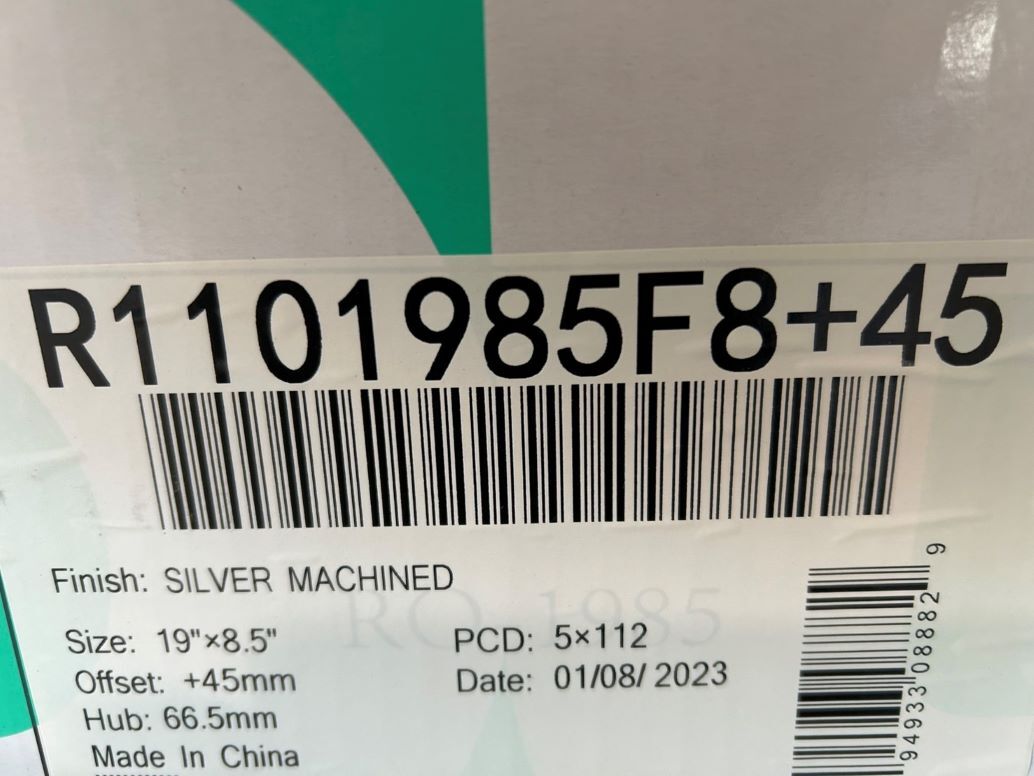 R1101985F8+45
Finish: SILVER MACHINED
Size: 19"×8.5" PCD: 5×112
Offset: +45mm Date: 01/08/ 2023
Hub: 66.5mm
Made In China
94933 08882 9
RO 1985